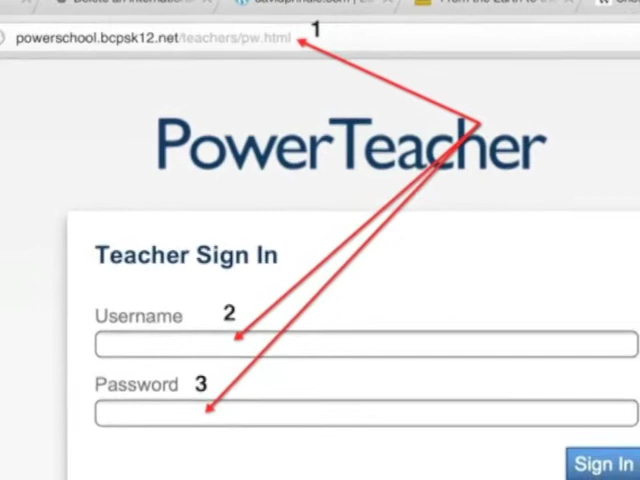 powerschool.bcpsk12.net/teachers/pw.html 1
PowerTeacher
Teacher Sign In
Username 2
Password 3
Sign In